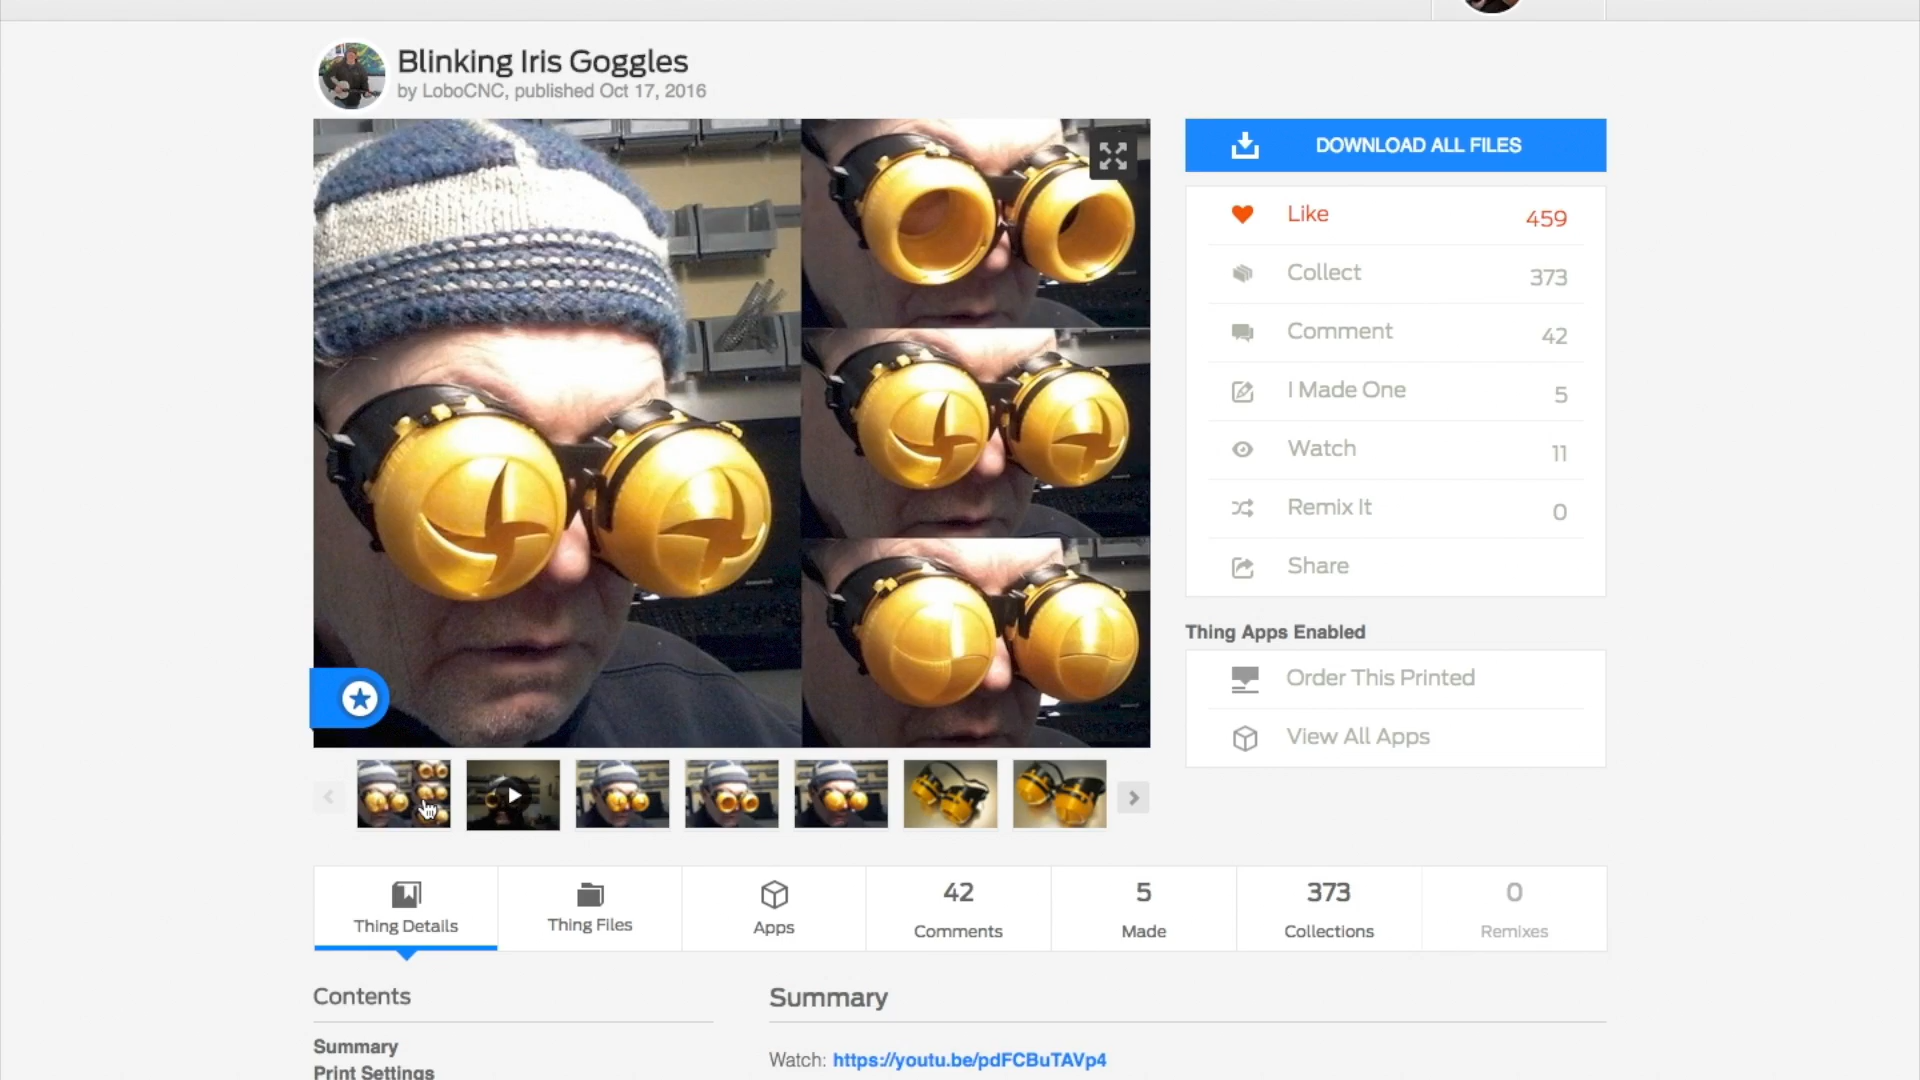 Blinking Iris Goggles
by LoboCNC, published Oct 17, 2016
DOWNLOAD ALL FILES
Like 459
Collect 373
Comment 42
I Made One 5
Watch 11
Remix It 0
Share
Thing Apps Enabled
Order This Printed
View All Apps
Thing Details
Thing Files
Apps
42
Comments
5
Made
373
Collections
0
Remixes
Contents
Summary
Print Settings
Summary
Watch: https://youtu.be/pdFCBuTAVp4